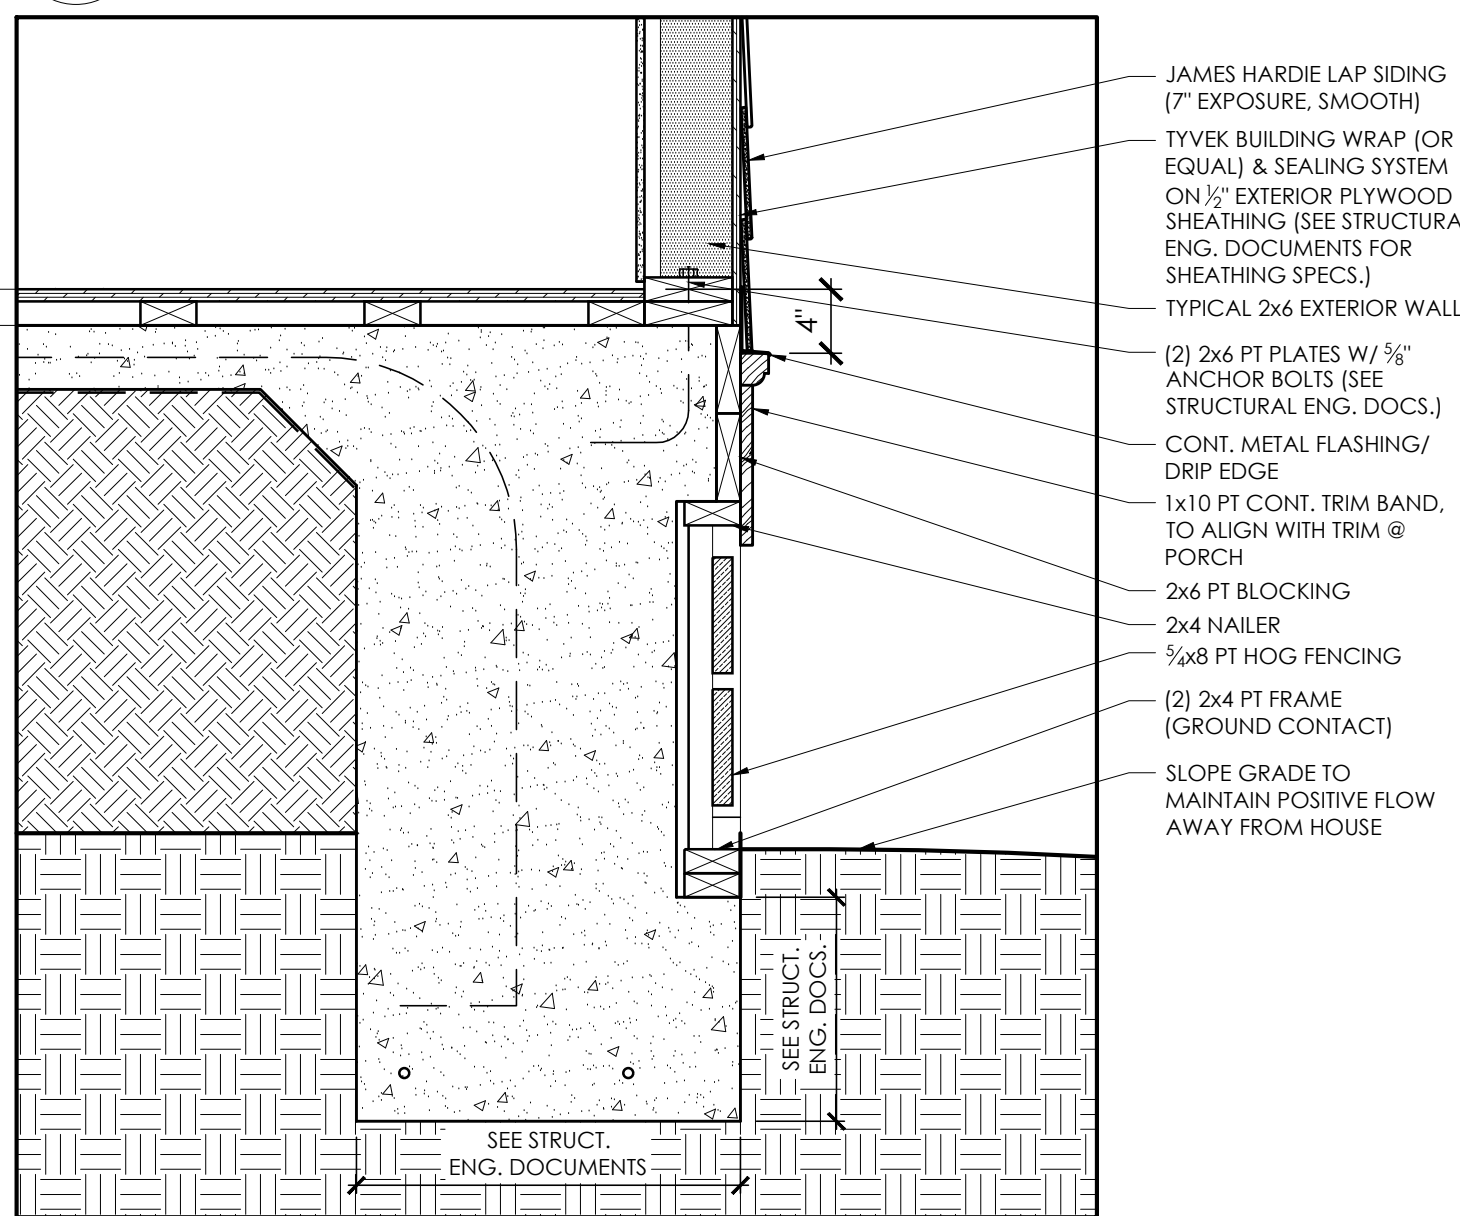 JAMES HARDIE LAP SIDING
(7" EXPOSURE, SMOOTH)
TYVEK BUILDING WRAP (OR
EQUAL) & SEALING SYSTEM
ON ½" EXTERIOR PLYWOOD
SHEATHING (SEE STRUCTURA
ENG. DOCUMENTS FOR
SHEATHING SPECS.)
TYPICAL 2x6 EXTERIOR WALL
4"
(2) 2x6 PT PLATES W/ ⅝"
ANCHOR BOLTS (SEE
STRUCTURAL ENG. DOCS.)
CONT. METAL FLASHING/
DRIP EDGE
1x10 PT CONT. TRIM BAND,
TO ALIGN WITH TRIM @
PORCH
2x6 PT BLOCKING
2x4 NAILER
5/4x8 PT HOG FENCING
(2) 2x4 PT FRAME
(GROUND CONTACT)
SLOPE GRADE TO
MAINTAIN POSITIVE FLOW
AWAY FROM HOUSE
SEE STRUCT.
ENG. DOCS.
SEE STRUCT.
ENG. DOCUMENTS